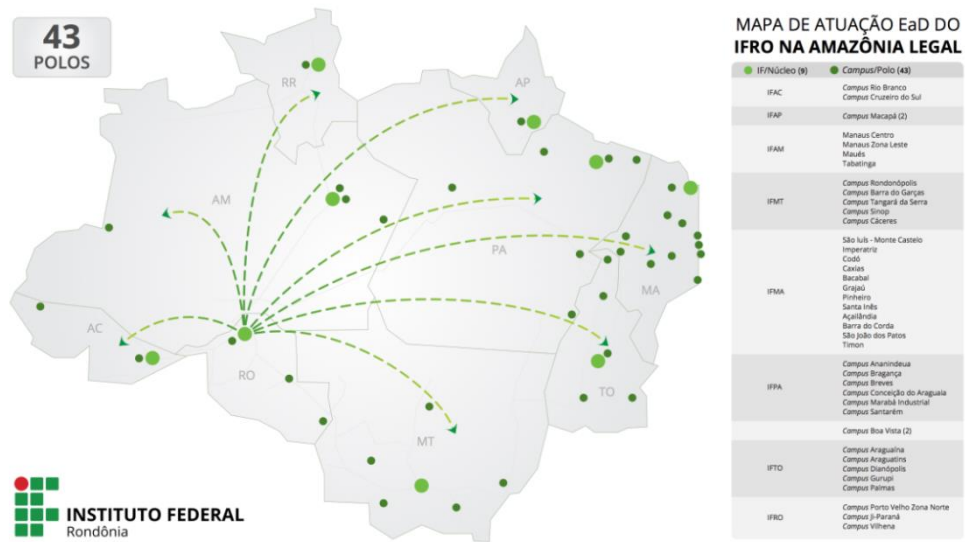 43
POLOS
MAPA DE ATUAÇÃO EaD DO
IFRO NA AMAZÔNIA LEGAL
IF/Núcleo (9) Campus/Polo (43)
IFAC
Campus Rio Branco
Campus Cruzeiro do Sul
IFAP
Campus Macapá (2)
IFAM
Manaus Centro
Manaus Zona Leste
Maués
Tabatinga
IFMT
Campus Rondonópolis
Campus Barra do Garças
Campus Tangará da Serra
Campus Sinop
Campus Cáceres
IFMA
São luís - Monte Castelo
Imperatriz
Codó
Caxias
Bacabal
Grajaú
Pinheiro
Santa Inês
Açailândia
Barra do Corda
São João dos Patos
Timon
IFPA
Campus Ananindeua
Campus Bragança
Campus Breves
Campus Conceição do Araguaia
Campus Marabá Industrial
Campus Santarém
Campus Boa Vista (2)
IFTO
Campus Araguaína
Campus Araguatins
Campus Dianópolis
Campus Gurupi
Campus Palmas
IFRO
Campus Porto Velho Zona Norte
Campus Ji-Paraná
Campus Vilhena
RR
AP
AM
PA
MA
AC
RO
TO
MT
INSTITUTO FEDERAL
Rondônia